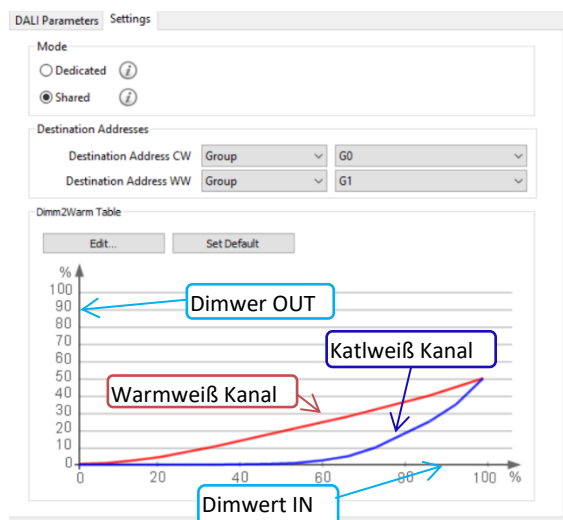 DALI Parameters Settings
Mode
Dedicated i
Shared i
Destination Addresses
Destination Address CW Group G0
Destination Address WW Group G1
Dimm2Warm Table
Edit... Set Default
%
100
90
80
70
60
50
40
30
20
10
0
Dimwer OUT
Katlweiß Kanal
Warmweiß Kanal
0 20 40 60 80 100 %
Dimwert IN